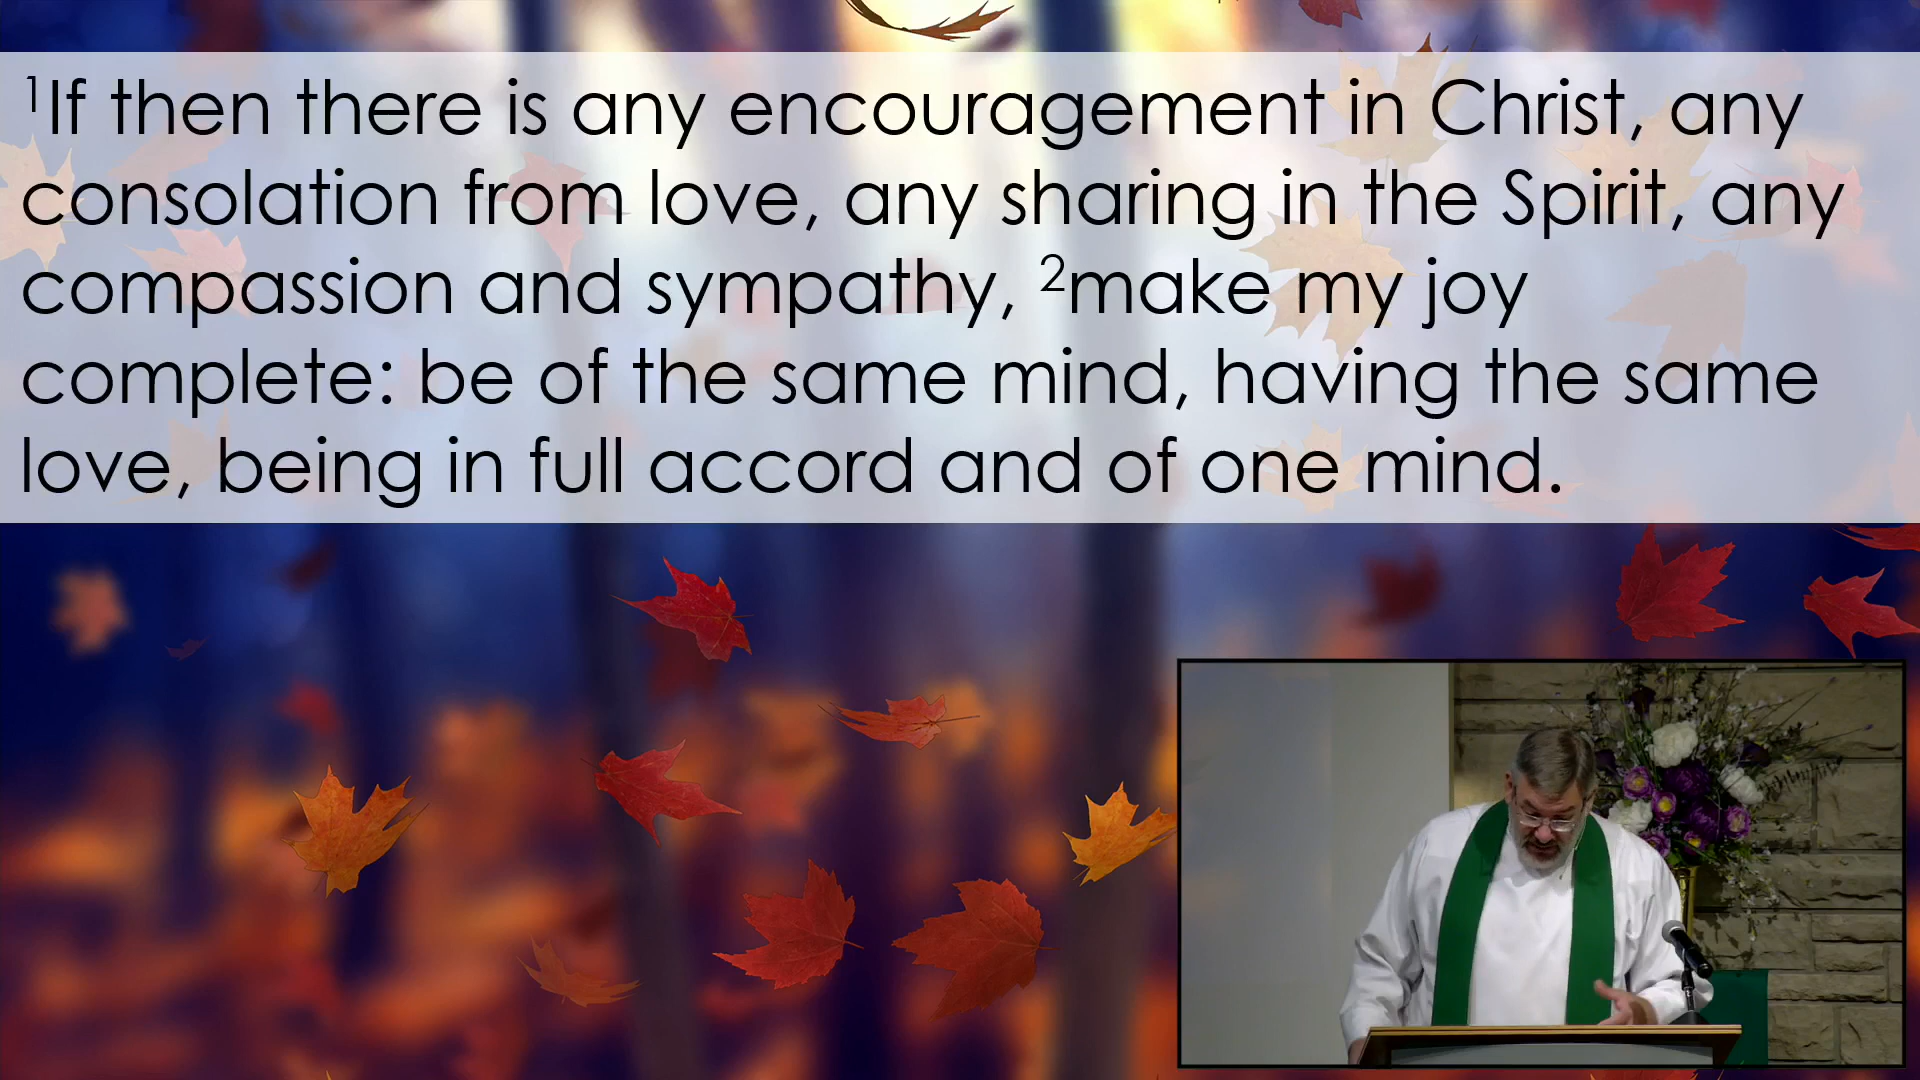 ¹If then there is any encouragement in Christ, any
consolation from love, any sharing in the Spirit, any
compassion and sympathy, ²make my joy
complete: be of the same mind, having the same
love, being in full accord and of one mind.